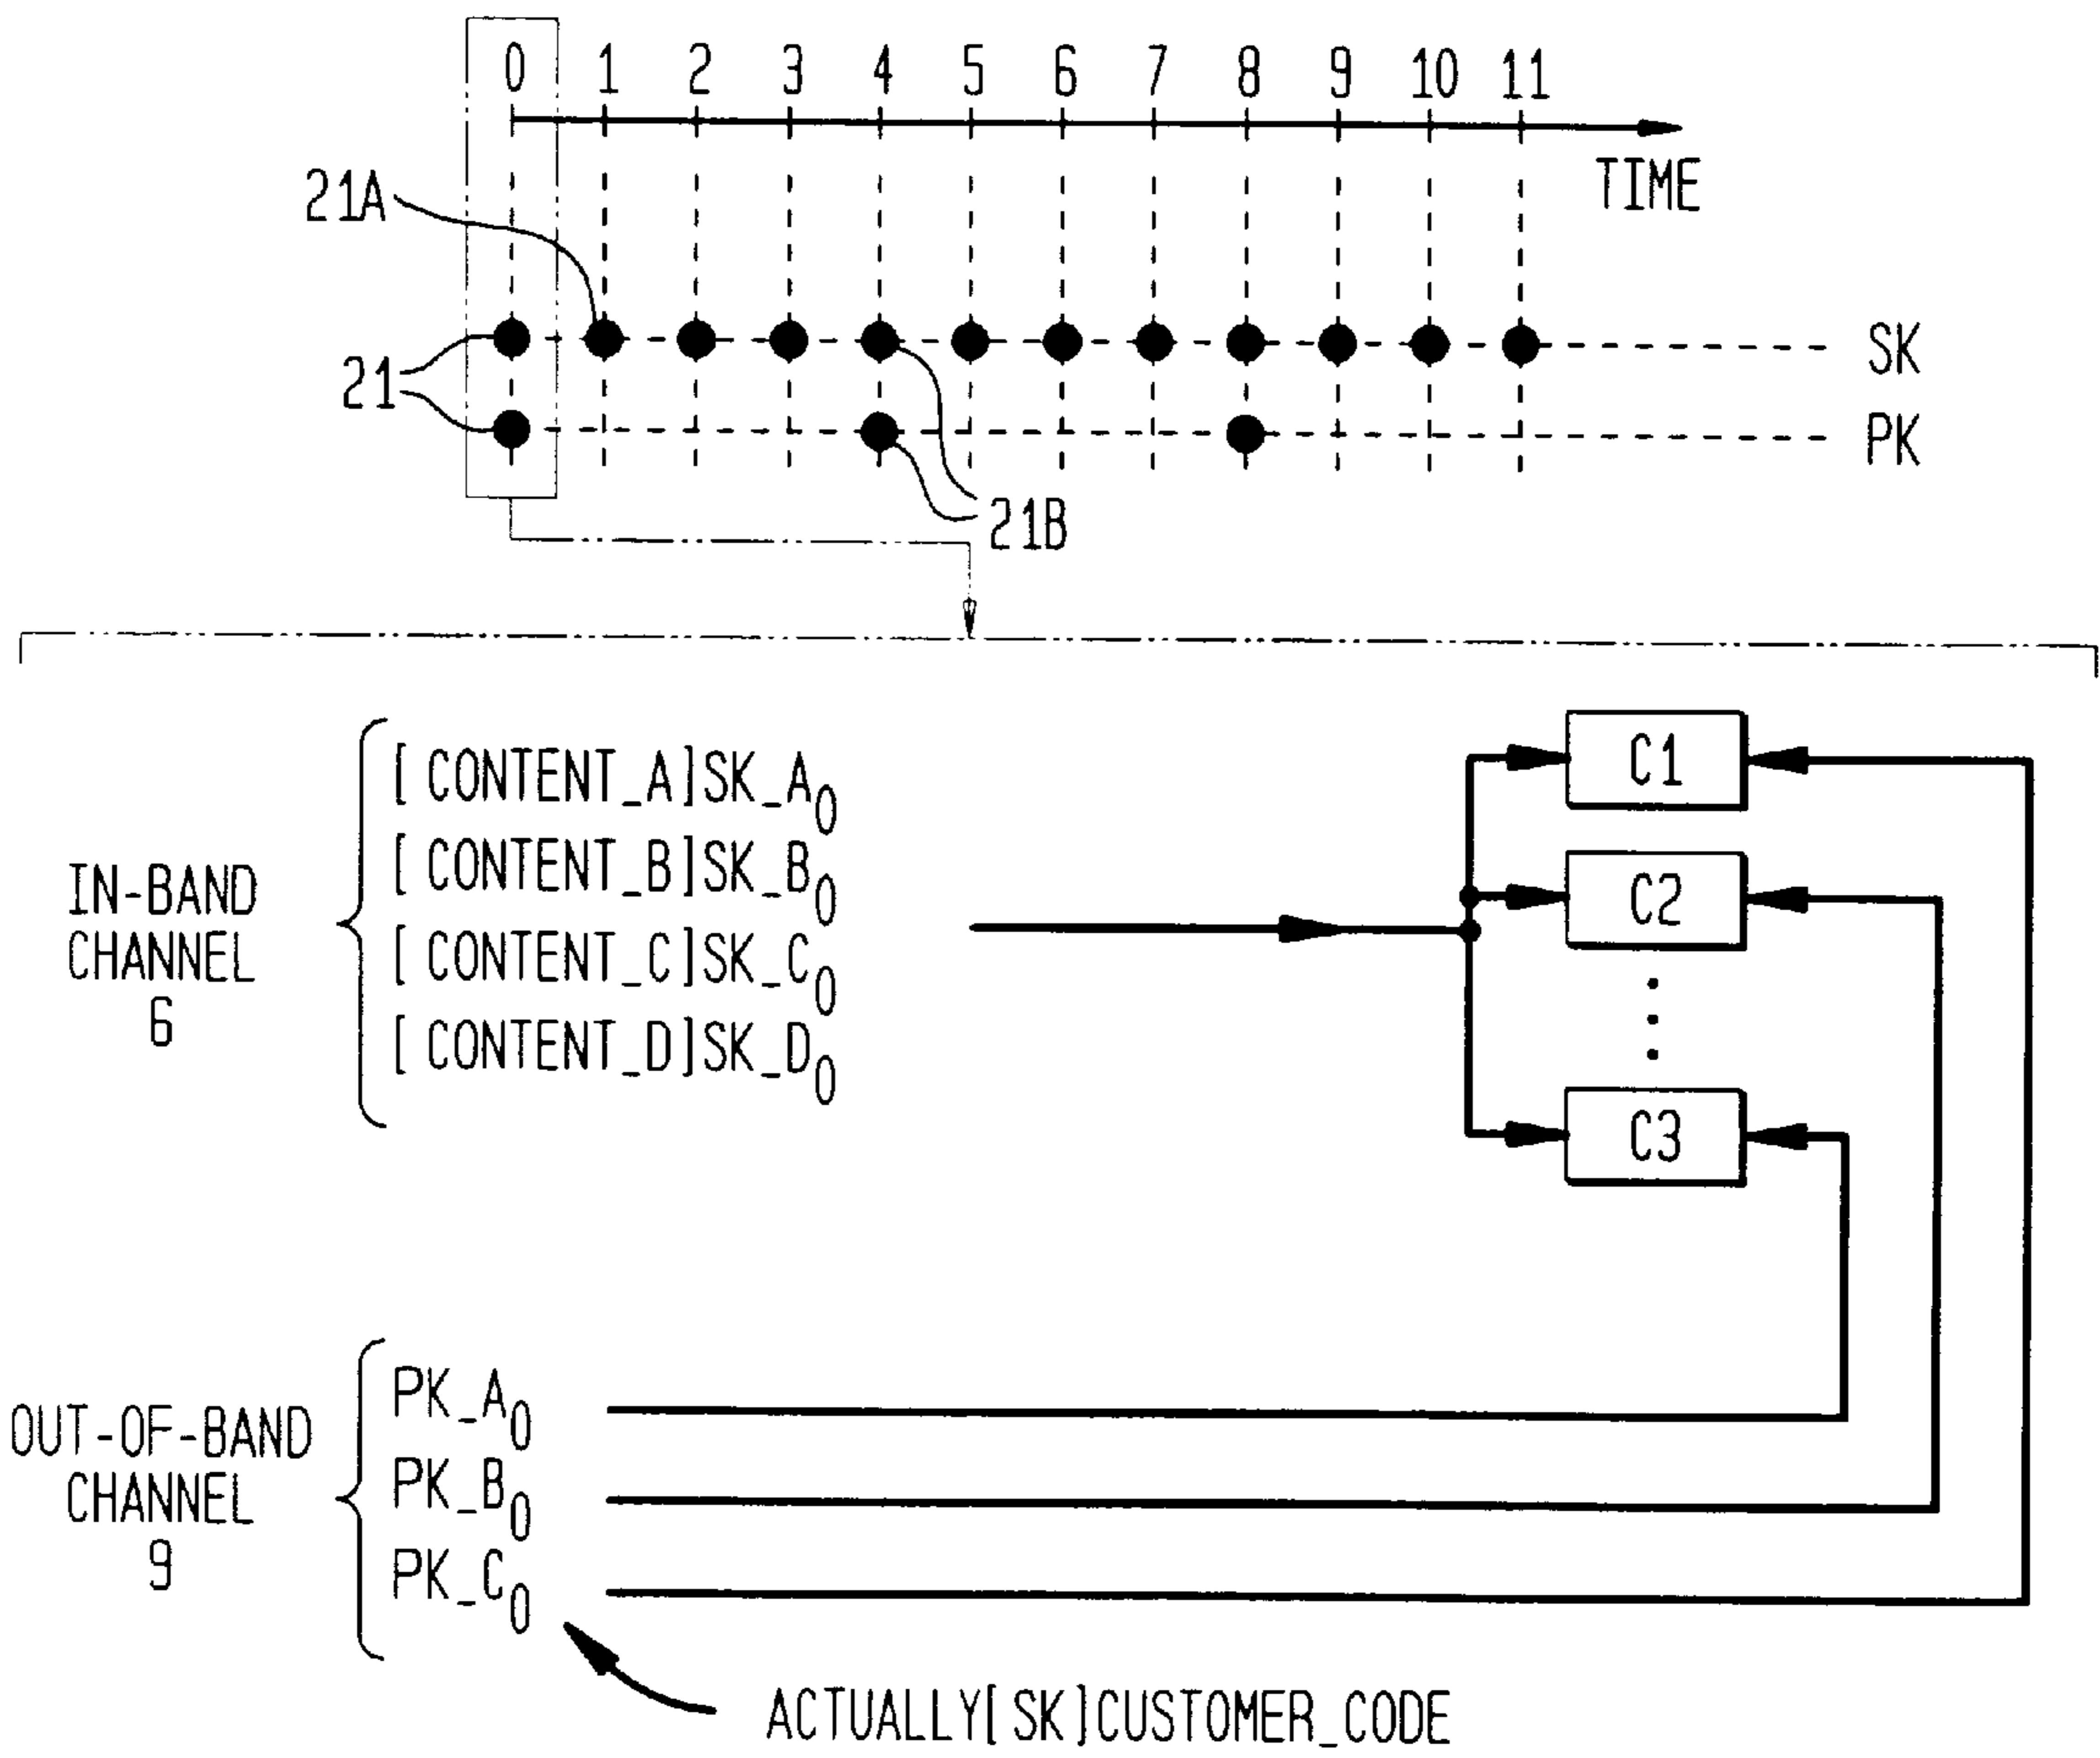 0 1 2 3 4 5 6 7 8 9 10 11
TIME
21A
SK
21
PK
21B
[CONTENT_A]SK_A0
[CONTENT_B]SK_B0
[CONTENT_C]SK_C0
[CONTENT_D]SK_D0
IN-BAND
CHANNEL
6
C1
C2
C3
PK_A0
PK_B0
PK_C0
OUT-OF-BAND
CHANNEL
9
ACTUALLY[SK]CUSTOMER_CODE